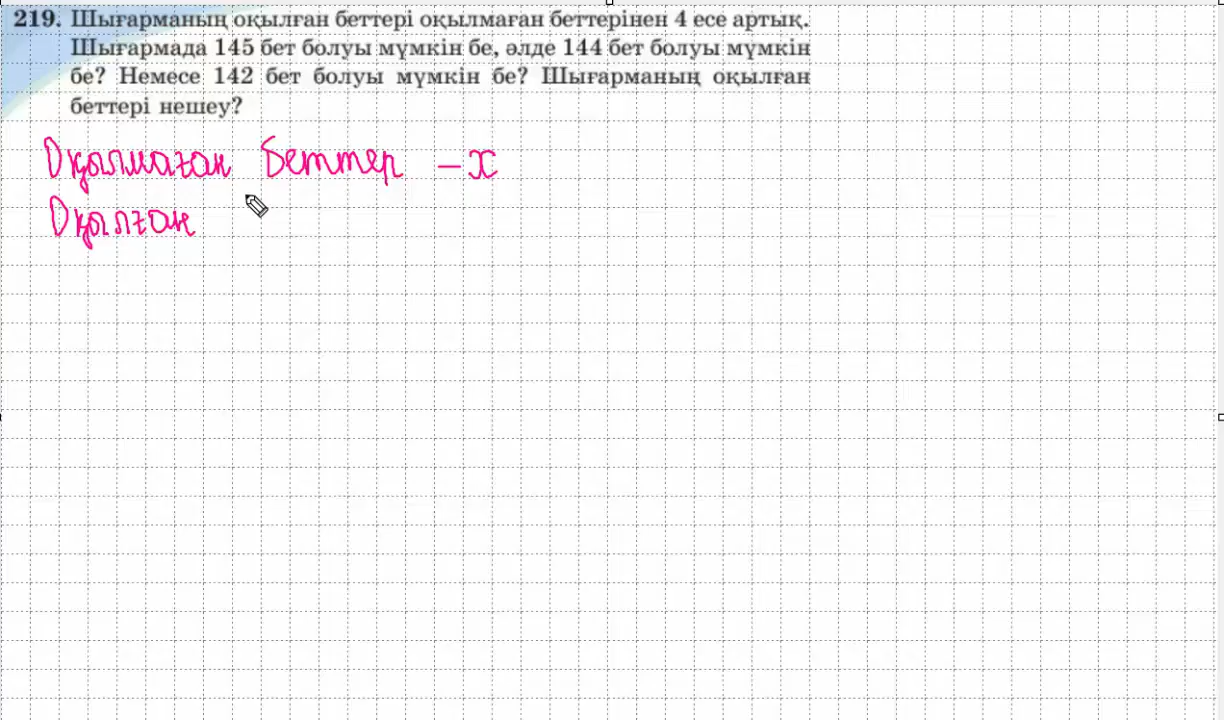 219. Шығарманың оқылған беттері оқылмаған беттерінен 4 есе артық.
Шығармада 145 бет болуы мүмкін бе, әлде 144 бет болуы мүмкін
бе? Немесе 142 бет болуы мүмкін бе? Шығарманың оқылған
беттері нешеу?
Оқылмаған беттер – х
Оқылған